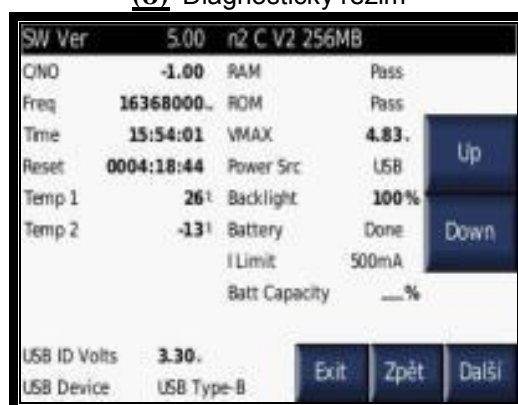 (8) Diagnostický režim
SW Ver 5.00 n2 C V2 256MB
C/NO -1.00 RAM Pass
Freq 16368000.. ROM Pass
Time 15:54:01 VMAX 4.83.
Reset 0004:18:44 Power Src USB
Up
Temp 1 26 Backlight 100%
Temp 2 -13 Battery Done
Down
I Limit 500mA
Batt Capacity __%
USB ID Volts 3.30.
USB Device USB Type-B
Exit Zpět Další